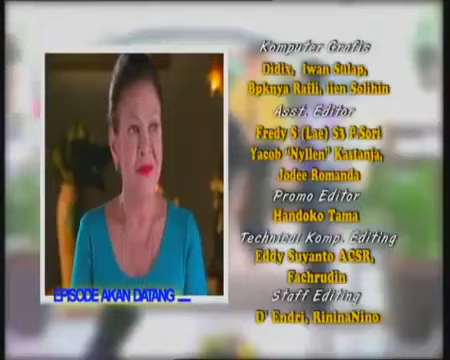 Komputer Grafis
Didix, Iwan Sulap,
Bpknya Rafli, Iien Solihin
Asst. Editor
Fredy S (Lae) S3 P.Sori
Yacob "Nyllen" Kastanja,
Jodee Romanda
Promo Editor
Handoko Tama
Technical Komp. Editing
Eddy Suyanto ACSR,
Fachrudin
Staff Editing
D' Endri, RininaNino
EPISODE AKAN DATANG